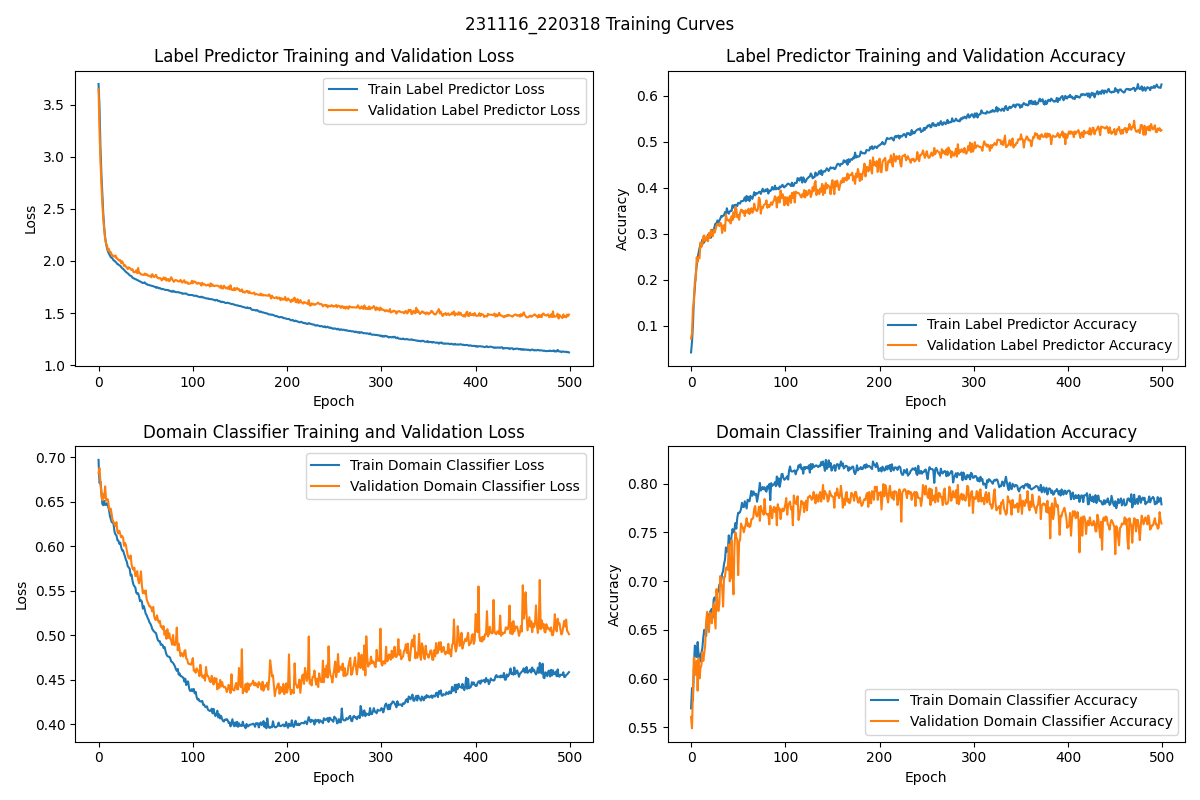 231116_220318 Training Curves
Label Predictor Training and Validation Loss
Train Label Predictor Loss
Validation Label Predictor Loss
3.5
3.0
2.5
2.0
1.5
1.0
Loss
0 100 200 300 400 500
Epoch
Label Predictor Training and Validation Accuracy
0.6
0.5
0.4
0.3
0.2
0.1
Accuracy
Train Label Predictor Accuracy
Validation Label Predictor Accuracy
0 100 200 300 400 500
Epoch
Domain Classifier Training and Validation Loss
Train Domain Classifier Loss
Validation Domain Classifier Loss
0.70
0.65
0.60
0.55
0.50
0.45
0.40
Loss
0 100 200 300 400 500
Epoch
Domain Classifier Training and Validation Accuracy
0.80
0.75
0.70
0.65
0.60
0.55
Accuracy
Train Domain Classifier Accuracy
Validation Domain Classifier Accuracy
0 100 200 300 400 500
Epoch